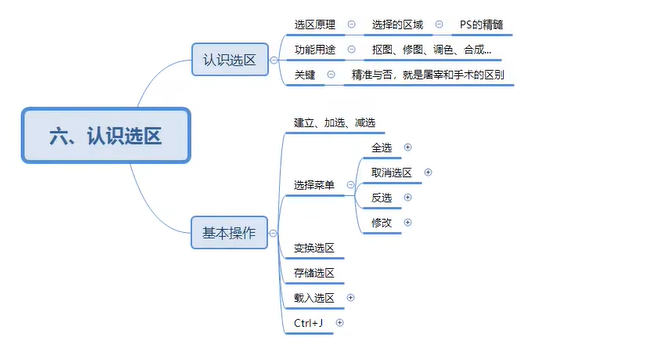 六、认识选区
认识选区
选区原理
选择的区域
PS的精髓
功能用途
抠图、修图、调色、合成...
关键
精准与否，就是屠宰和手术的区别
基本操作
建立、加选、减选
选择菜单
全选
取消选区
反选
修改
变换选区
存储选区
载入选区
Ctrl+J